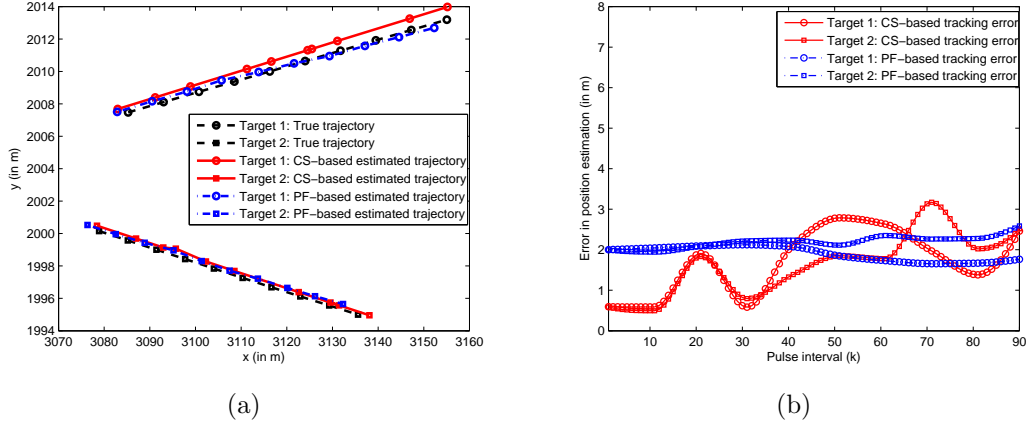 2014
2012
2010
2008
2006
2004
2002
2000
1998
1996
1994
y (in m)
Target 1: True trajectory
Target 2: True trajectory
Target 1: CS−based estimated trajectory
Target 2: CS−based estimated trajectory
Target 1: PF−based estimated trajectory
Target 2: PF−based estimated trajectory
3070 3080 3090 3100 3110 3120 3130 3140 3150 3160
x (in m)
(a)
8
7
6
5
4
3
2
1
0
Error in position estimation (in m)
Target 1: CS−based tracking error
Target 2: CS−based tracking error
Target 1: PF−based tracking error
Target 2: PF−based tracking error
10 20 30 40 50 60 70 80 90
Pulse interval (k)
(b)